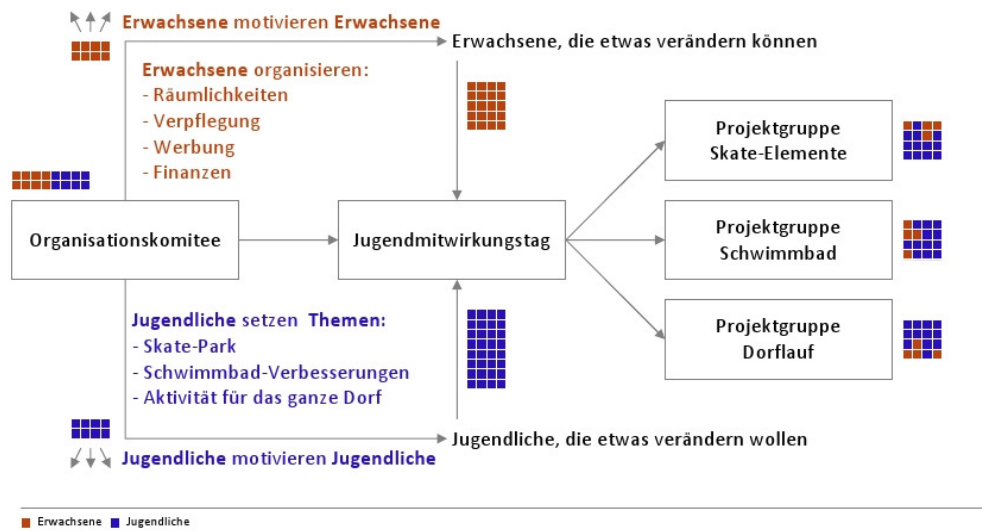 Erwachsene motivieren Erwachsene
Erwachsene, die etwas verändern können
Erwachsene organisieren:
- Räumlichkeiten
- Verpflegung
- Werbung
- Finanzen
Projektgruppe
Skate-Elemente
Organisationskomitee
Jugendmitwirkungstag
Projektgruppe
Schwimmbad
Jugendliche setzen Themen:
- Skate-Park
- Schwimmbad-Verbesserungen
- Aktivität für das ganze Dorf
Projektgruppe
Dorflauf
Jugendliche, die etwas verändern wollen
Jugendliche motivieren Jugendliche
Erwachsene Jugendliche